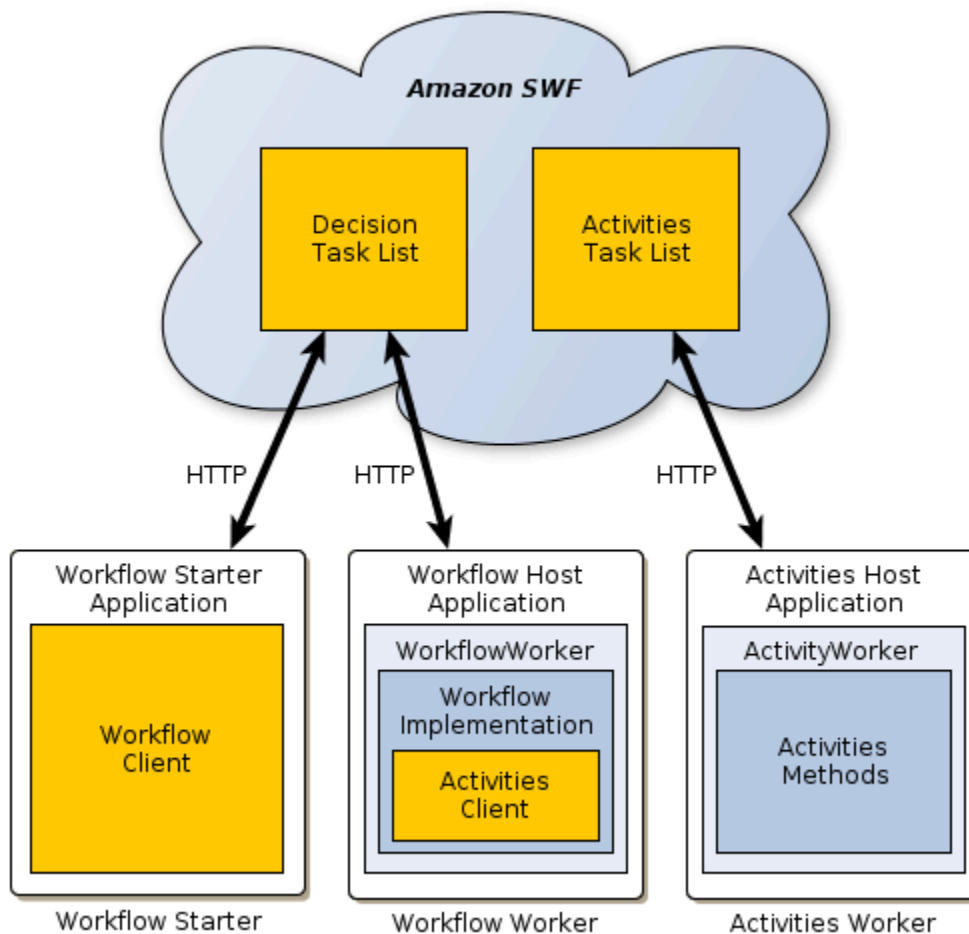 Amazon SWF
Decision
Task List
Activities
Task List
HTTP
HTTP
HTTP
Workflow Starter
Application
Workflow
Client
Workflow Starter
Workflow Host
Application
WorkflowWorker
Workflow
Implementation
Activities
Client
Workflow Worker
Activities Host
Application
ActivityWorker
Activities
Methods
Activities Worker